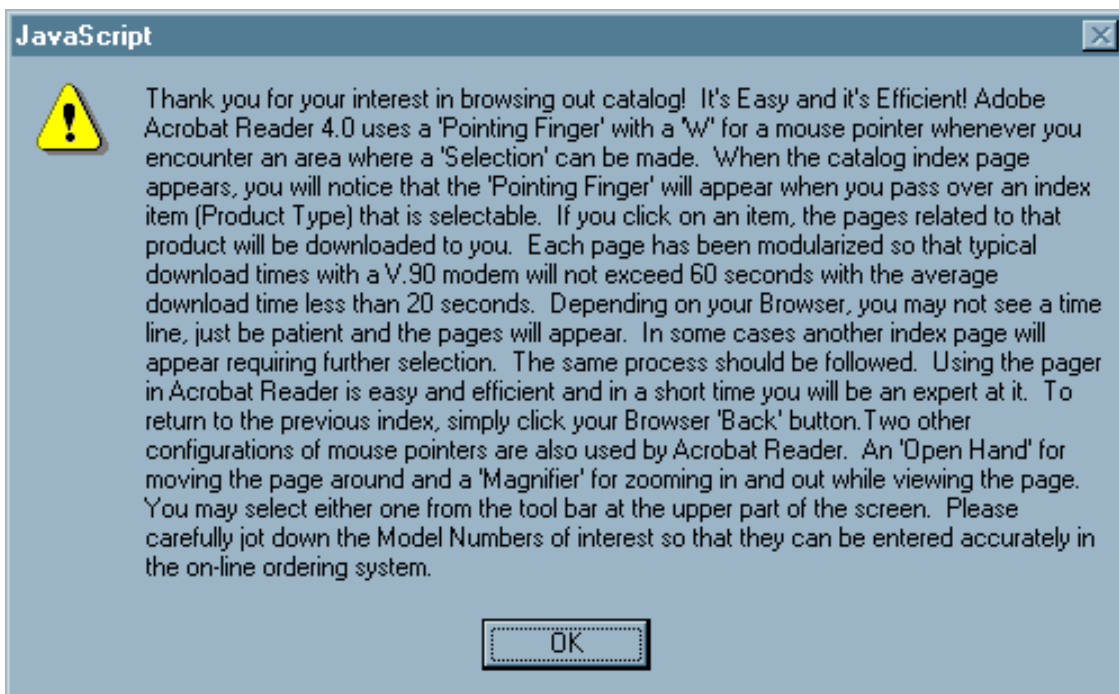 JavaScript
Thank you for your interest in browsing out catalog!  It's Easy and it's Efficient! Adobe
Acrobat Reader 4.0 uses a 'Pointing Finger' with a 'W' for a mouse pointer whenever you
encounter an area where a 'Selection' can be made.  When the catalog index page
appears, you will notice that the 'Pointing Finger' will appear when you pass over an index
item (Product Type) that is selectable.  If you click on an item, the pages related to that
product will be downloaded to you.  Each page has been modularized so that typical
download times with a V.90 modem will not exceed 60 seconds with the average
download time less than 20 seconds.  Depending on your Browser, you may not see a time
line, just be patient and the pages will appear.  In some cases another index page will
appear requiring further selection.  The same process should be followed.  Using the pager
in Acrobat Reader is easy and efficient and in a short time you will be an expert at it.  To
return to the previous index, simply click your Browser 'Back' button.Two other
configurations of mouse pointers are also used by Acrobat Reader.  An 'Open Hand' for
moving the page around and a 'Magnifier' for zooming in and out while viewing the page.
You may select either one from the tool bar at the upper part of the screen.  Please
carefully jot down the Model Numbers of interest so that they can be entered accurately in
the on-line ordering system.
OK